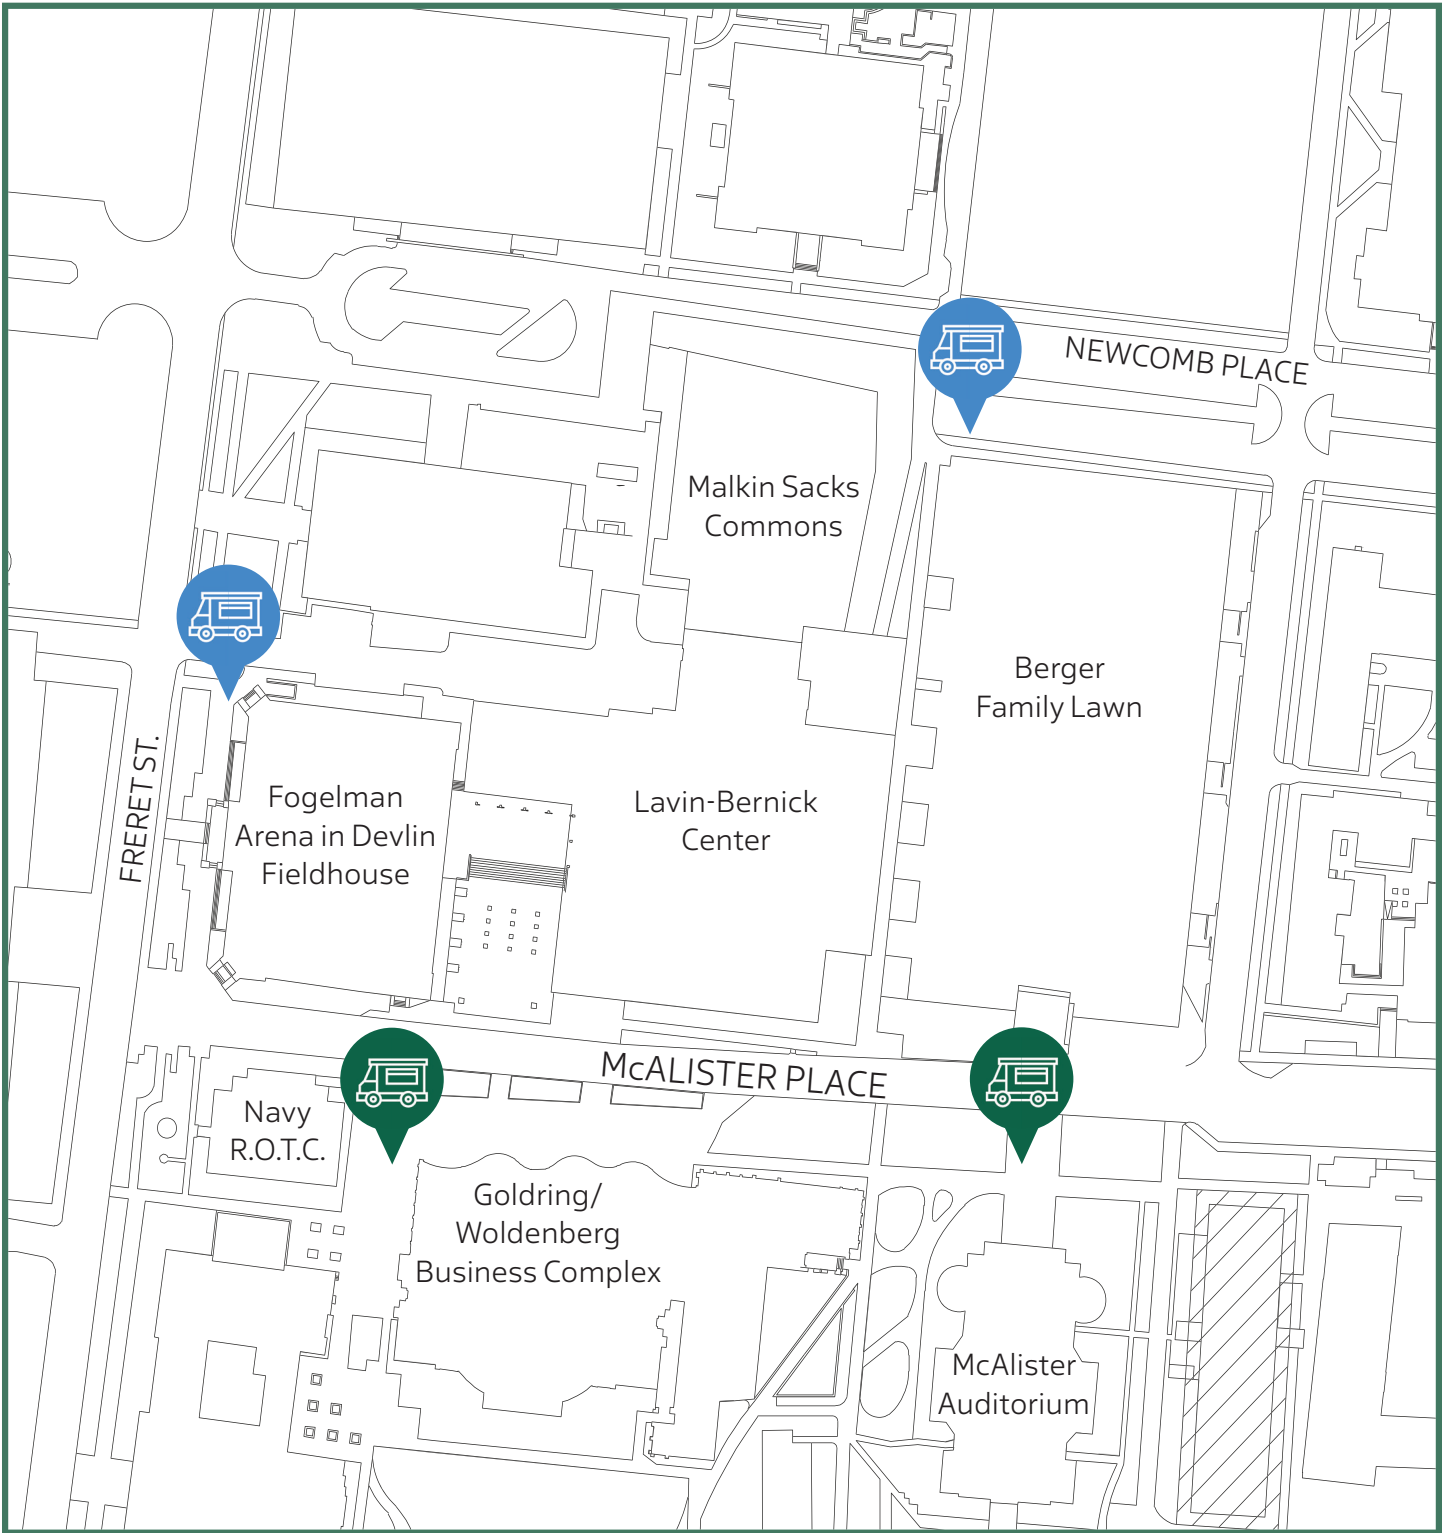 NEWCOMB PLACE
Malkin Sacks
Commons
Berger
Family Lawn
FRERET ST.
Fogelman
Arena in Devlin
Fieldhouse
Lavin-Bernick
Center
McALISTER PLACE
Navy
R.O.T.C.
Goldring/
Woldenberg
Business Complex
McAlister
Auditorium